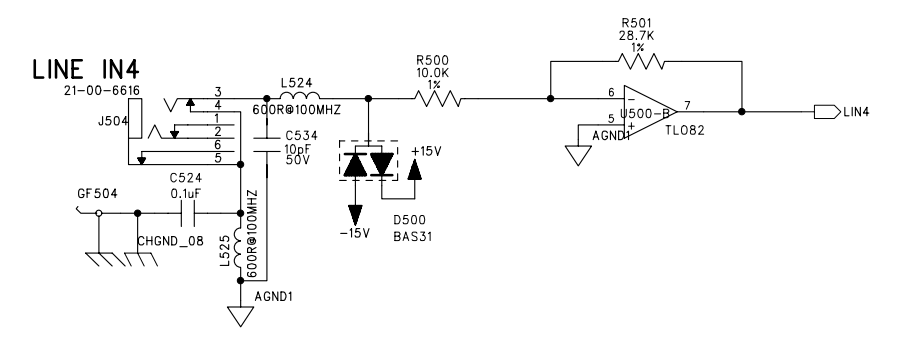 LINE IN4
21-00-6616
J504
3
4
1
2
6
5
L524
600R@100MHZ
C534
10pF
50V
R500
10.0K
1%
R501
28.7K
1%
6
5
7
U500-B
TL082
AGND1
LIN4
+15V
-15V
D500
BAS31
GF504
C524
0.1uF
CHGND_08
L525
600R@100MHZ
AGND1